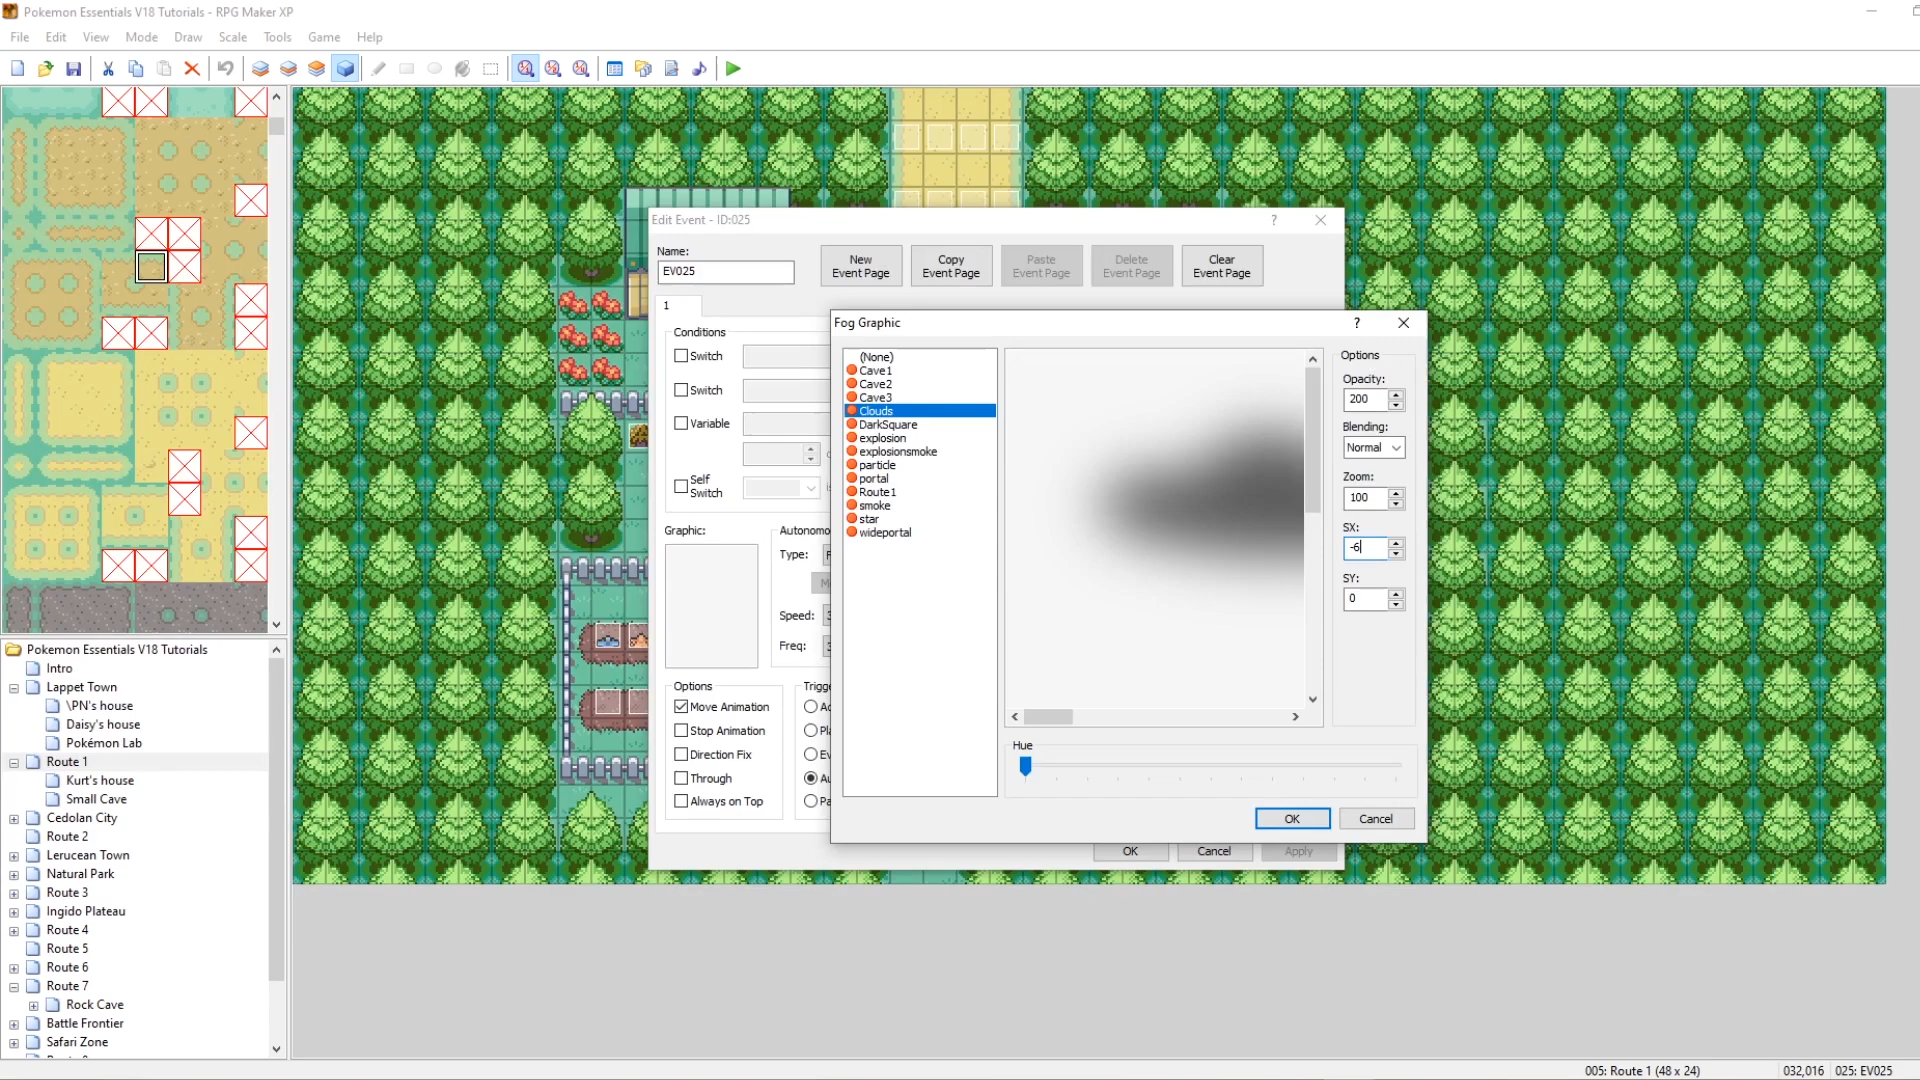 Pokemon Essentials V18 Tutorials - RPG Maker XP
File Edit View Mode Draw Scale Tools Game Help
Edit Event - ID:025
?
Name:
EV025
New Event Page
Copy Event Page
Paste Event Page
Delete Event Page
Clear Event Page
1
Conditions
Switch
Switch
Variable
Self Switch
Graphic:
Autonomo
Type:
Speed:
Freq:
Options
Move Animation
Stop Animation
Direction Fix
Through
Always on Top
Trigge
OK
Cancel
Apply
Fog Graphic
?
(None)
Cave1
Cave2
Cave3
Clouds
DarkSquare
explosion
explosionsmoke
particle
portal
Route1
smoke
star
wideportal
Options
Opacity:
200
Blending:
Normal
Zoom:
100
SX:
-6
SY:
0
Hue
OK
Cancel
Pokemon Essentials V18 Tutorials
Intro
Lappet Town
\PN's house
Daisy's house
Pokémon Lab
Route 1
Kurt's house
Small Cave
Cedolan City
Route 2
Lerucean Town
Natural Park
Route 3
Ingido Plateau
Route 4
Route 5
Route 6
Route 7
Rock Cave
Battle Frontier
Safari Zone
005: Route 1 (48 x 24)
032,016
025: EV025